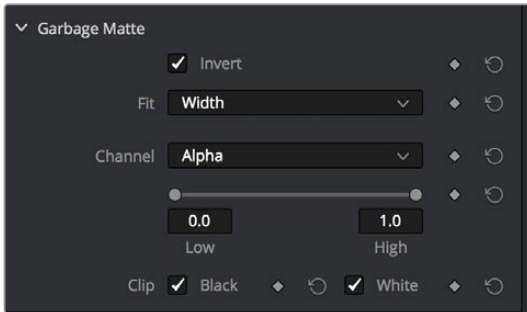 Garbage Matte
Invert
Fit Width
Channel Alpha
0.0 1.0
Low High
Clip Black White